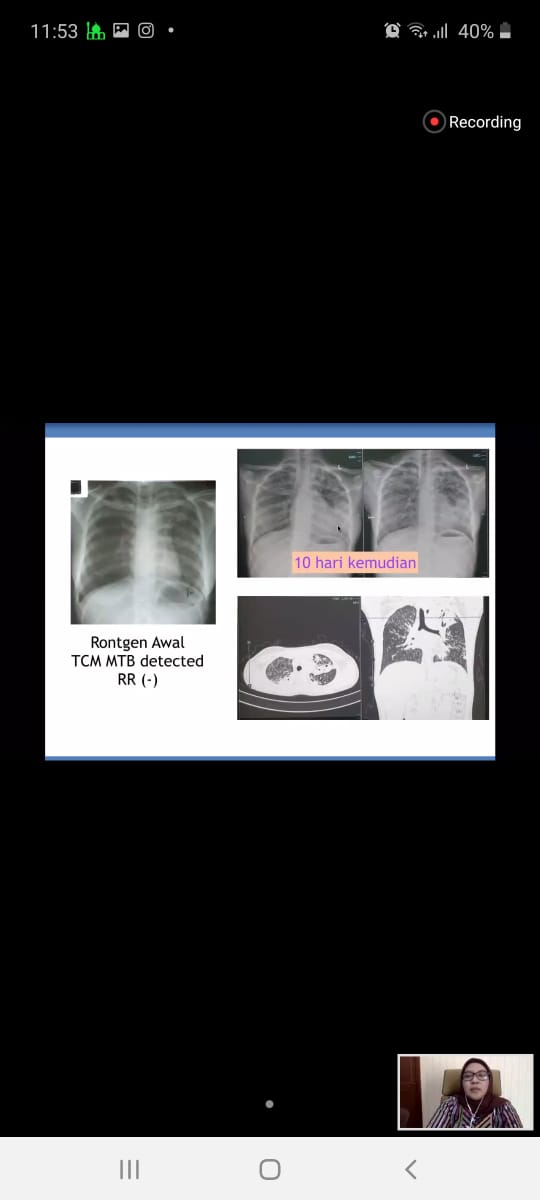 11:53
40%
Recording
10 hari kemudian
Rontgen Awal
TCM MTB detected
RR (-)